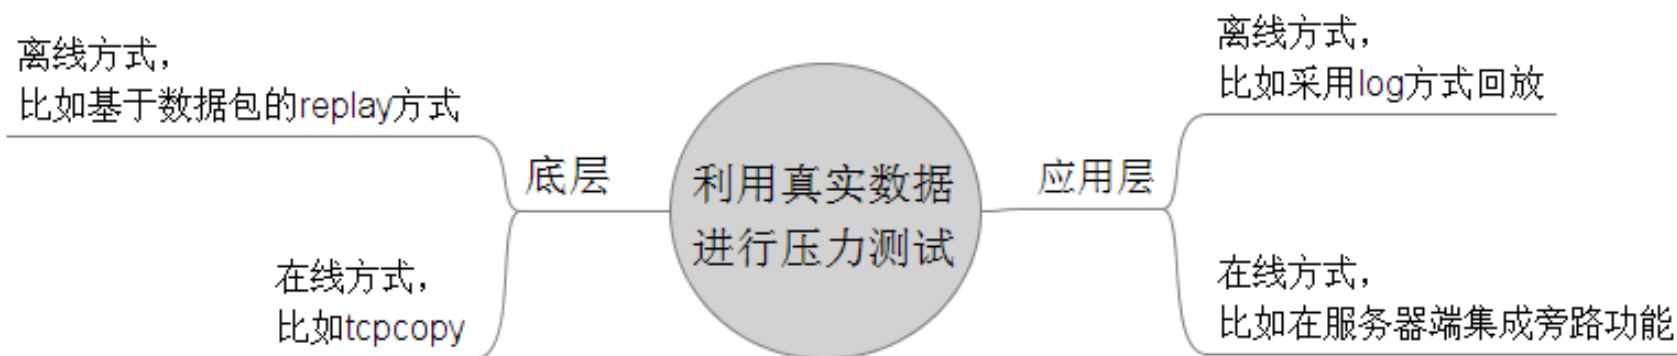 离线方式，
比如基于数据包的replay方式
底层
在线方式，
比如tcpcopy
利用真实数据
进行压力测试
应用层
离线方式，
比如采用log方式回放
在线方式，
比如在服务器端集成旁路功能